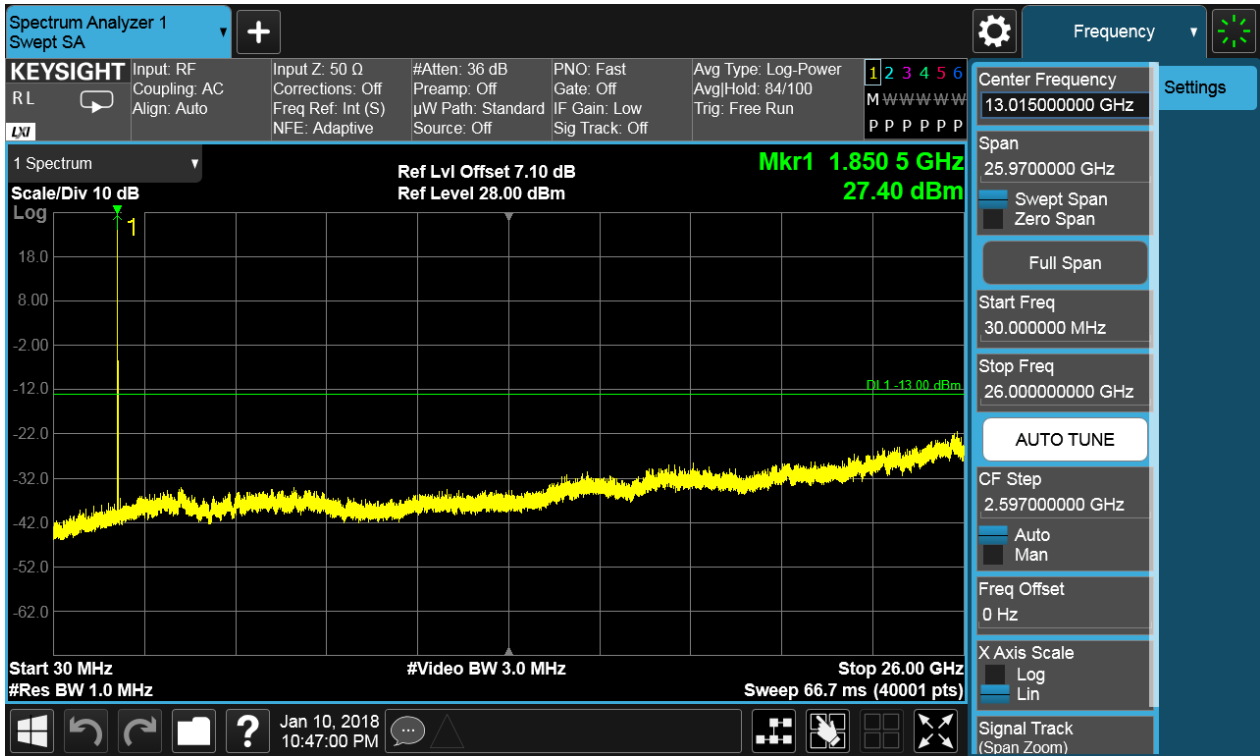 Spectrum Analyzer 1
Swept SA
+
Frequency
KEYSIGHT
R L
LXI
Input: RF
Coupling: AC
Align: Auto
Input Z: 50 Ω
Corrections: Off
Freq Ref: Int (S)
NFE: Adaptive
#Atten: 36 dB
Preamp: Off
µW Path: Standard
Source: Off
PNO: Fast
Gate: Off
IF Gain: Low
Sig Track: Off
Avg Type: Log-Power
Avg|Hold: 84/100
Trig: Free Run
1 2 3 4 5 6
M W W W W W
P P P P P P
1 Spectrum
Scale/Div 10 dB
Log
Ref Lvl Offset 7.10 dB
Ref Level 28.00 dBm
Mkr1 1.850 5 GHz
27.40 dBm
1
18.0
8.00
-2.00
-12.0
DL1 -13.00 dBm
-22.0
-32.0
-42.0
-52.0
-62.0
Start 30 MHz
#Res BW 1.0 MHz
#Video BW 3.0 MHz
Stop 26.00 GHz
Sweep 66.7 ms (40001 pts)
Center Frequency
13.015000000 GHz
Settings
Span
25.9700000 GHz
Swept Span
Zero Span
Full Span
Start Freq
30.000000 MHz
Stop Freq
26.000000000 GHz
AUTO TUNE
CF Step
2.597000000 GHz
Auto
Man
Freq Offset
0 Hz
X Axis Scale
Log
Lin
Signal Track
(Span Zoom)
?
Jan 10, 2018
10:47:00 PM